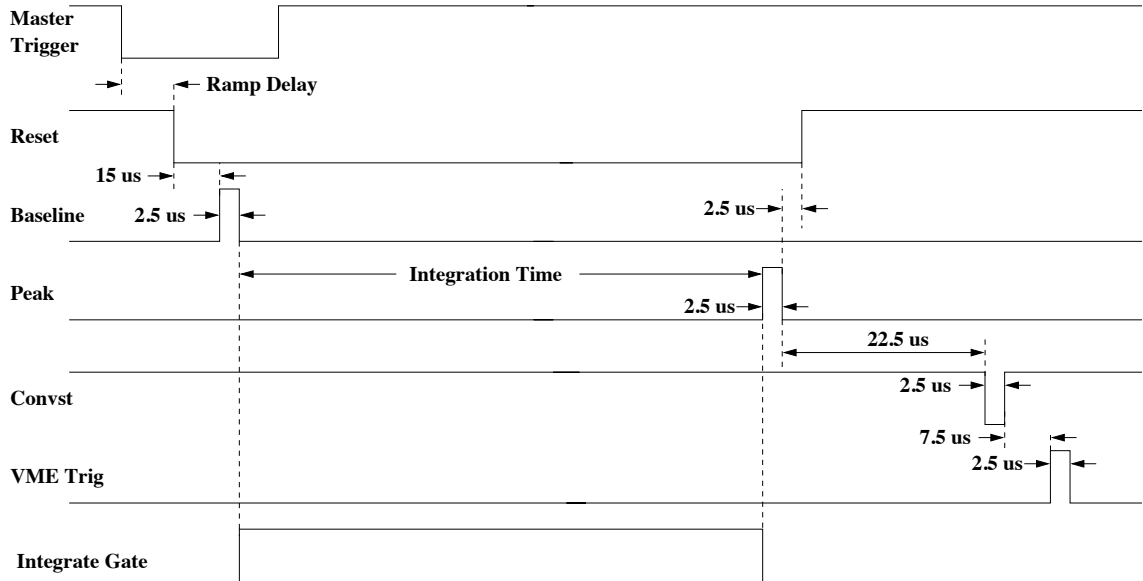 Master
Trigger
Ramp Delay
Reset
15 us
Baseline
2.5 us
2.5 us
Integration Time
Peak
2.5 us
22.5 us
Convst
2.5 us
7.5 us
VME Trig
2.5 us
Integrate Gate